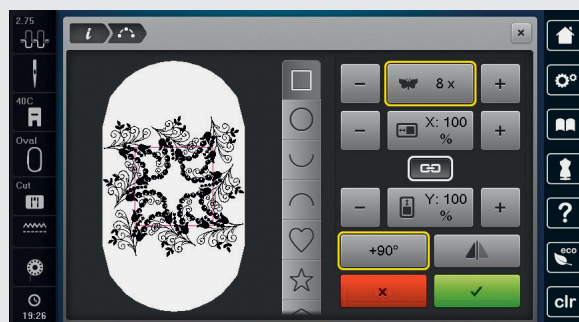 2.75
i
×
8 x
40C
X: 100
%
Oval
Cut
Y: 100
%
+90°
?
eco
x
clr
19:26